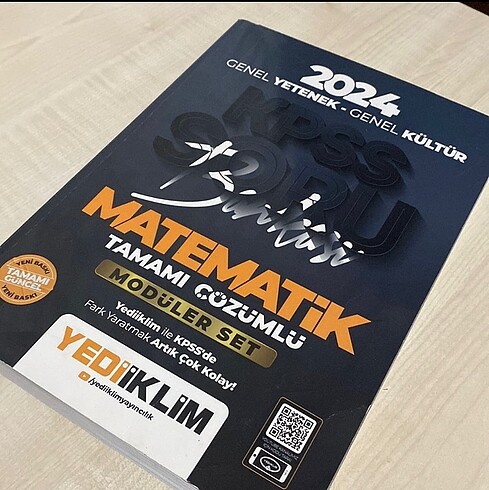 2024
GENEL YETENEK - GENEL KÜLTÜR
KPSS
SORU
Bankası
MATEMATİK
TAMAMI ÇÖZÜMLÜ
MODÜLER SET
YENİ BASKI
TAMAMI
GÜNCEL
YENİ BASKI
Yediiklim ile KPSS'de
Fark Yaratmak Artık Çok Kolay!
YEDİİKLİM
/yediiklimyayincilik